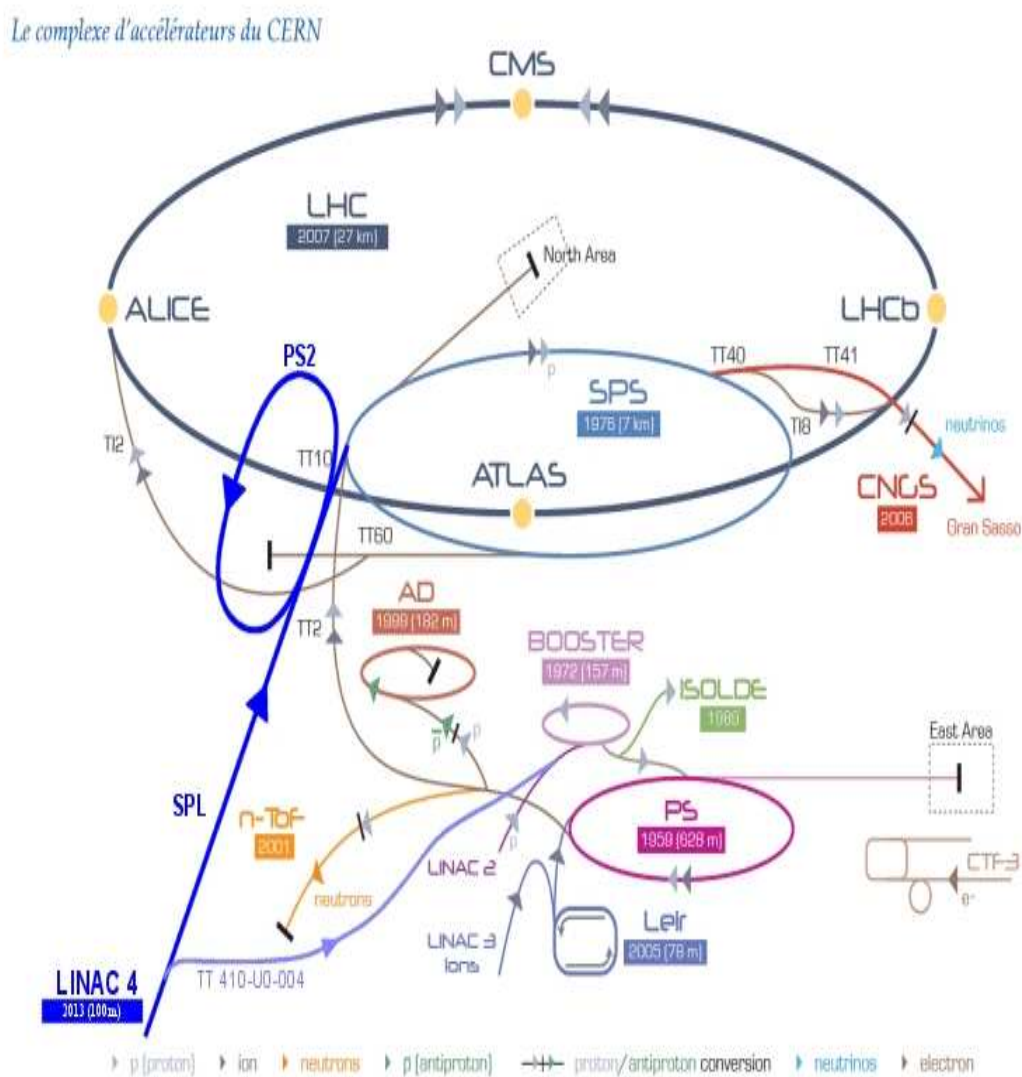 Le complexe d'accélérateurs du CERN
CMS
LHC
2007 (27 km)
North Area
ALICE
LHCb
PS2
TT40
TT41
SPS
1976 (7 km)
p
TI8
neutrinos
TI2
TT10
ATLAS
CNGS
2006
Gran Sasso
TT60
AD
1999 (182 m)
TT2
BOOSTER
1972 (157 m)
ISOLDE
1989
p̅
p
East Area
SPL
n-ToF
2001
PS
1959 (628 m)
LINAC 2
p
neutrons
CTF3
e-
LINAC 3
Ions
Leir
2005 (78 m)
TT 410-U0-004
LINAC 4
2013 (100m)
p (proton)
ion
neutrons
p̅ (antiproton)
proton/antiproton conversion
neutrinos
electron